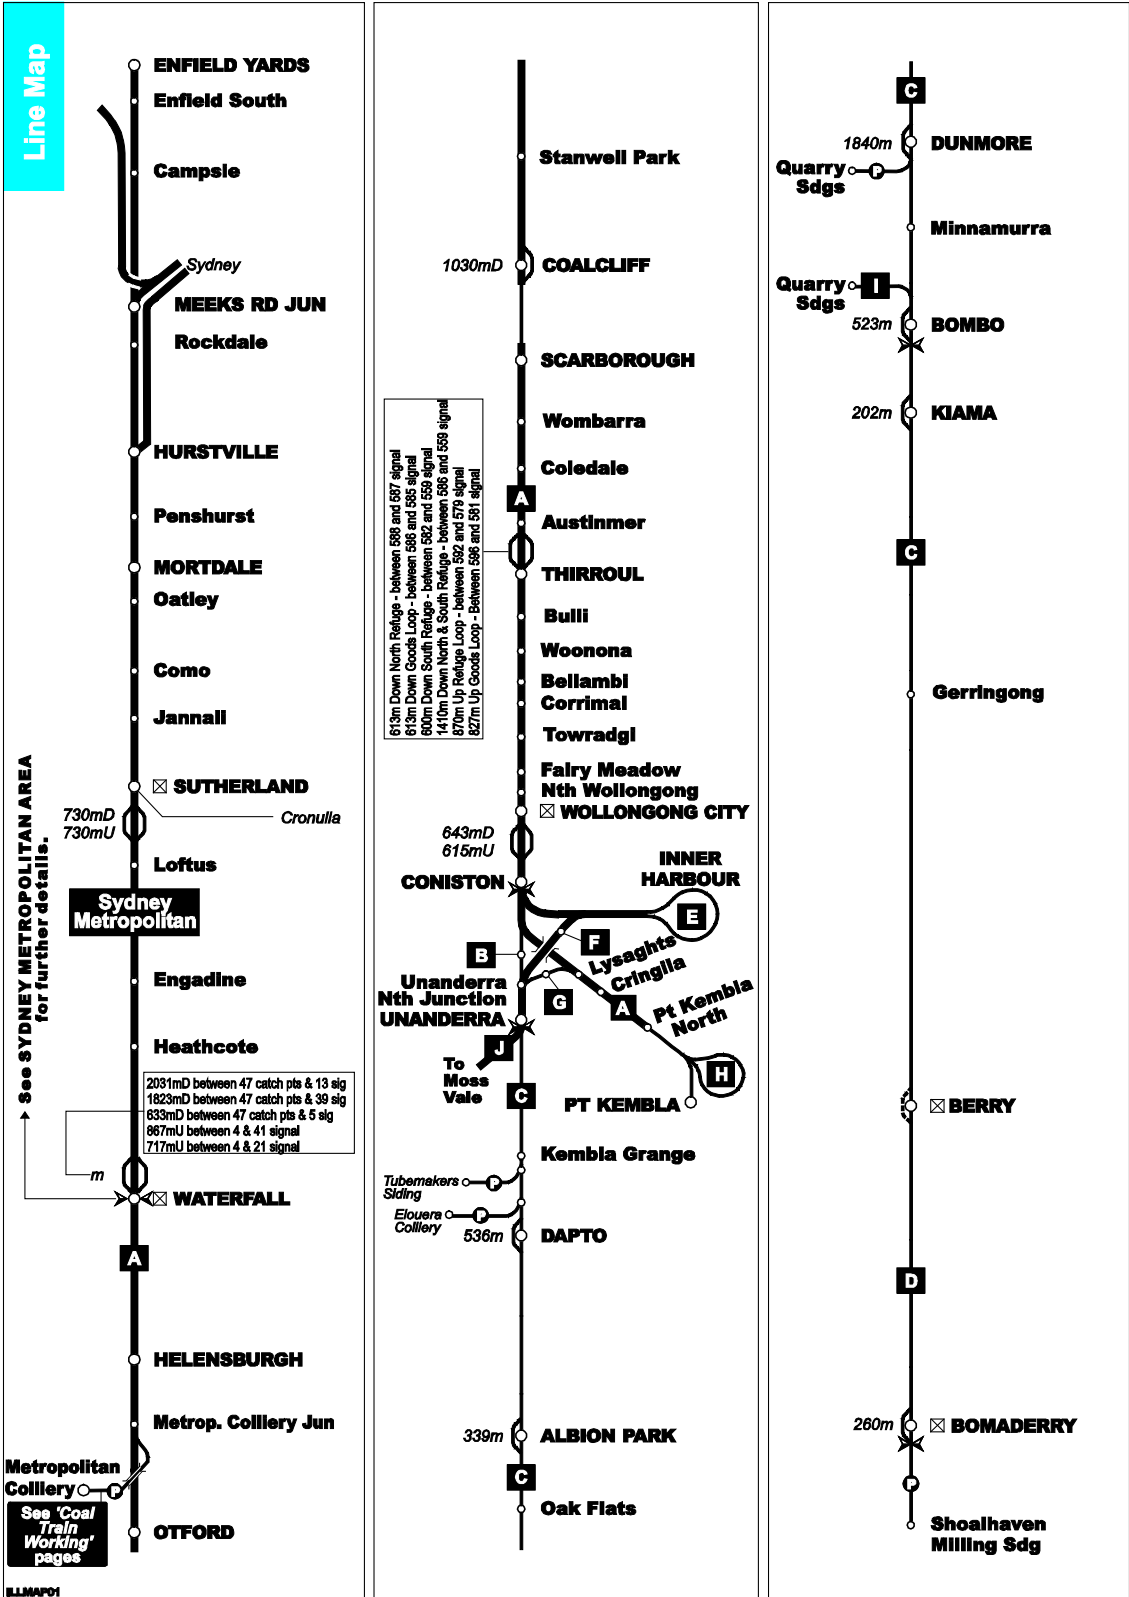 Line Map
ENFIELD YARDS
Enfield South
Campsie
Sydney
MEEKS RD JUN
Rockdale
HURSTVILLE
Penshurst
MORTDALE
Oatley
Como
Jannali
SUTHERLAND
730mD
730mU
Cronulla
Loftus
Sydney
Metropolitan
See SYDNEY METROPOLITAN AREA
for further details.
Engadine
Heathcote
2031mD between 47 catch pts & 13 sig
1823mD between 47 catch pts & 39 sig
633mD between 47 catch pts & 5 sig
867mU between 4 & 41 signal
717mU between 4 & 21 signal
m
WATERFALL
A
HELENSBURGH
Metrop. Colliery Jun
Metropolitan
Colliery
P
See 'Coal
Train
Working'
pages
OTFORD
ILLMAP01
Stanwell Park
1030mD
COALCLIFF
SCARBOROUGH
Wombarra
Coledale
A
Austinmer
613m Down North Refuge - between 588 and 587 signal
613m Down Goods Loop - between 586 and 585 signal
600m Down South Refuge - between 582 and 559 signal
1410m Down North & South Refuge - between 586 and 559 signal
870m Up Refuge Loop - between 592 and 579 signal
827m Up Goods Loop - Between 596 and 581 signal
THIRROUL
Bulli
Woonona
Bellambi
Corrimal
Towradgi
Fairy Meadow
Nth Wollongong
WOLLONGONG CITY
643mD
615mU
CONISTON
INNER
HARBOUR
E
F
B
Lysaghts
Cringila
Unanderra
Nth Junction
G
A
Pt Kembla
North
UNANDERRA
J
To
Moss
Vale
H
C
PT KEMBLA
Kembla Grange
Tubemakers
Siding
P
Elouera
Colliery
P
536m
DAPTO
339m
ALBION PARK
C
Oak Flats
C
1840m
DUNMORE
Quarry
Sdgs
P
Minnamurra
Quarry
Sdgs
I
523m
BOMBO
202m
KIAMA
C
Gerringong
BERRY
D
260m
BOMADERRY
P
Shoalhaven
Milling Sdg